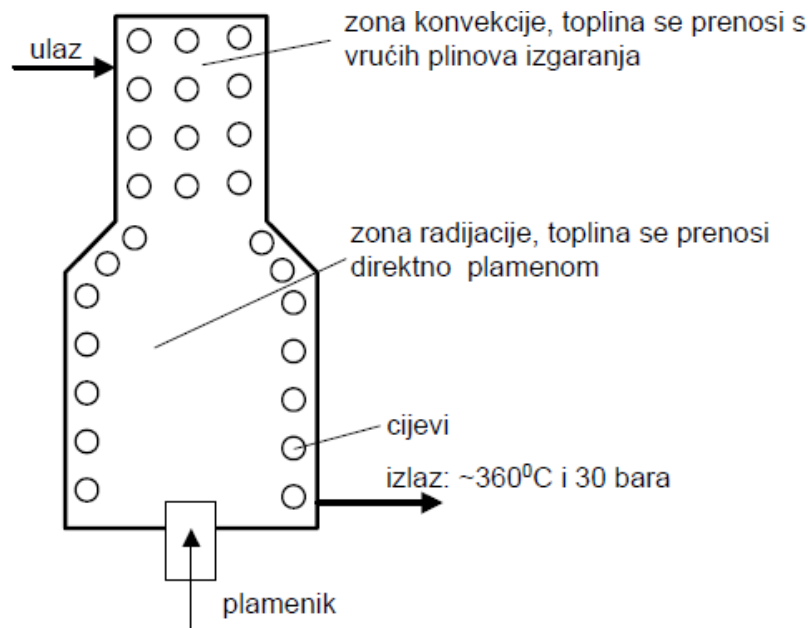 zona konvekcije, toplina se prenosi s
vrućih plinova izgaranja
ulaz
zona radijacije, toplina se prenosi
direktno plamenom
cijevi
izlaz: ~360⁰C i 30 bara
plamenik